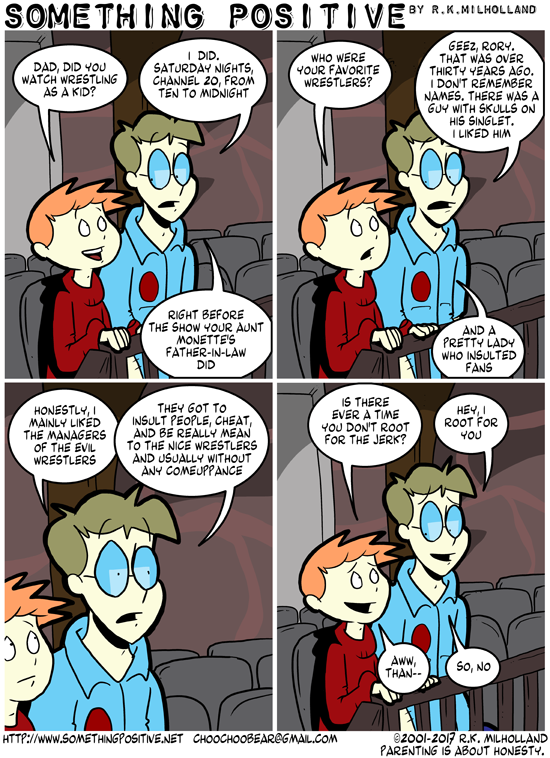 SOMETHING POSITIVE BY R.K.MILHOLLAND
DAD, DID YOU
WATCH WRESTLING
AS A KID?
I DID.
SATURDAY NIGHTS,
CHANNEL 20, FROM
TEN TO MIDNIGHT
RIGHT BEFORE
THE SHOW YOUR AUNT
MONETTE'S
FATHER-IN-LAW
DID
WHO WERE
YOUR FAVORITE
WRESTLERS?
GEEZ, RORY.
THAT WAS OVER
THIRTY YEARS AGO.
I DON'T REMEMBER
NAMES. THERE WAS A
GUY WITH SKULLS ON
HIS SINGLET.
I LIKED HIM
AND A
PRETTY LADY
WHO INSULTED
FANS
HONESTLY, I
MAINLY LIKED
THE MANAGERS
OF THE EVIL
WRESTLERS
THEY GOT TO
INSULT PEOPLE, CHEAT,
AND BE REALLY MEAN
TO THE NICE WRESTLERS
AND USUALLY WITHOUT
ANY COMEUPPANCE
IS THERE
EVER A TIME
YOU DON'T ROOT
FOR THE JERK?
HEY, I
ROOT FOR
YOU
AWW,
THAN--
SO, NO
HTTP://WWW.SOMETHINGPOSITIVE.NET CHOOCHOOBEAR@GMAIL.COM
©2001-2017 R.K. MILHOLLAND
PARENTING IS ABOUT HONESTY.